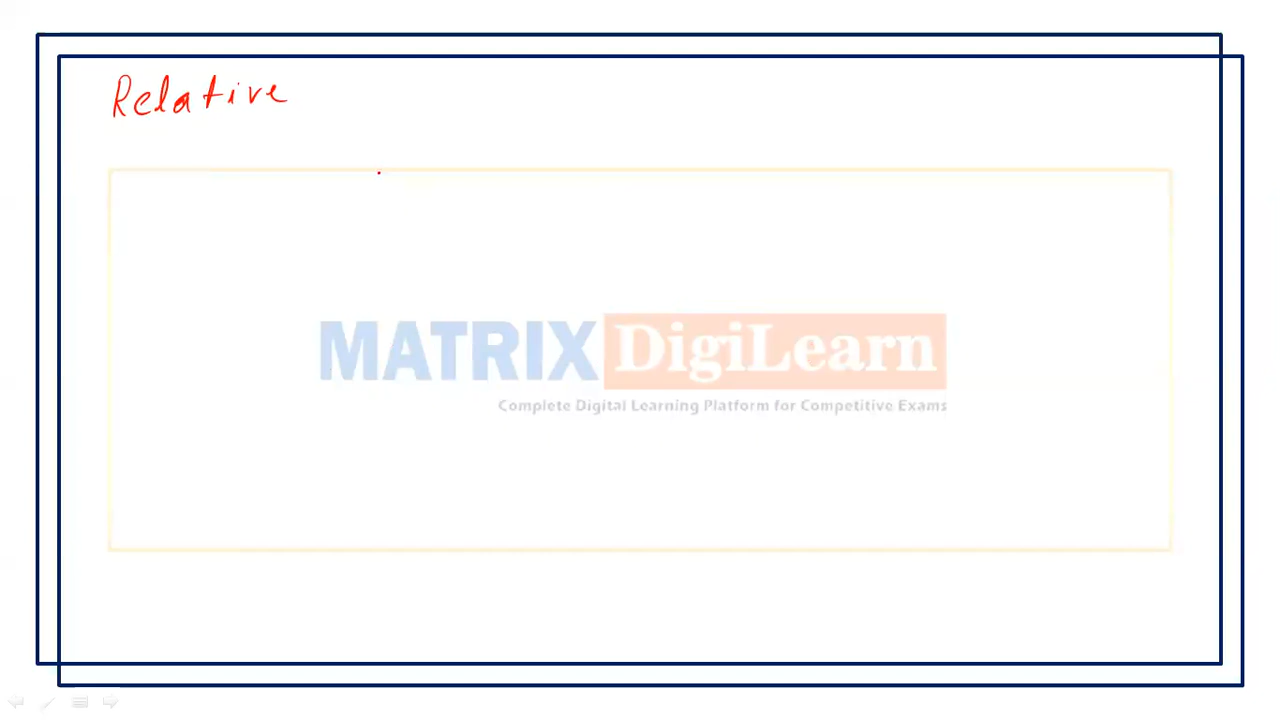 Relative
MATRIX DigiLearn
Complete Digital Learning Platform for Competitive Exams